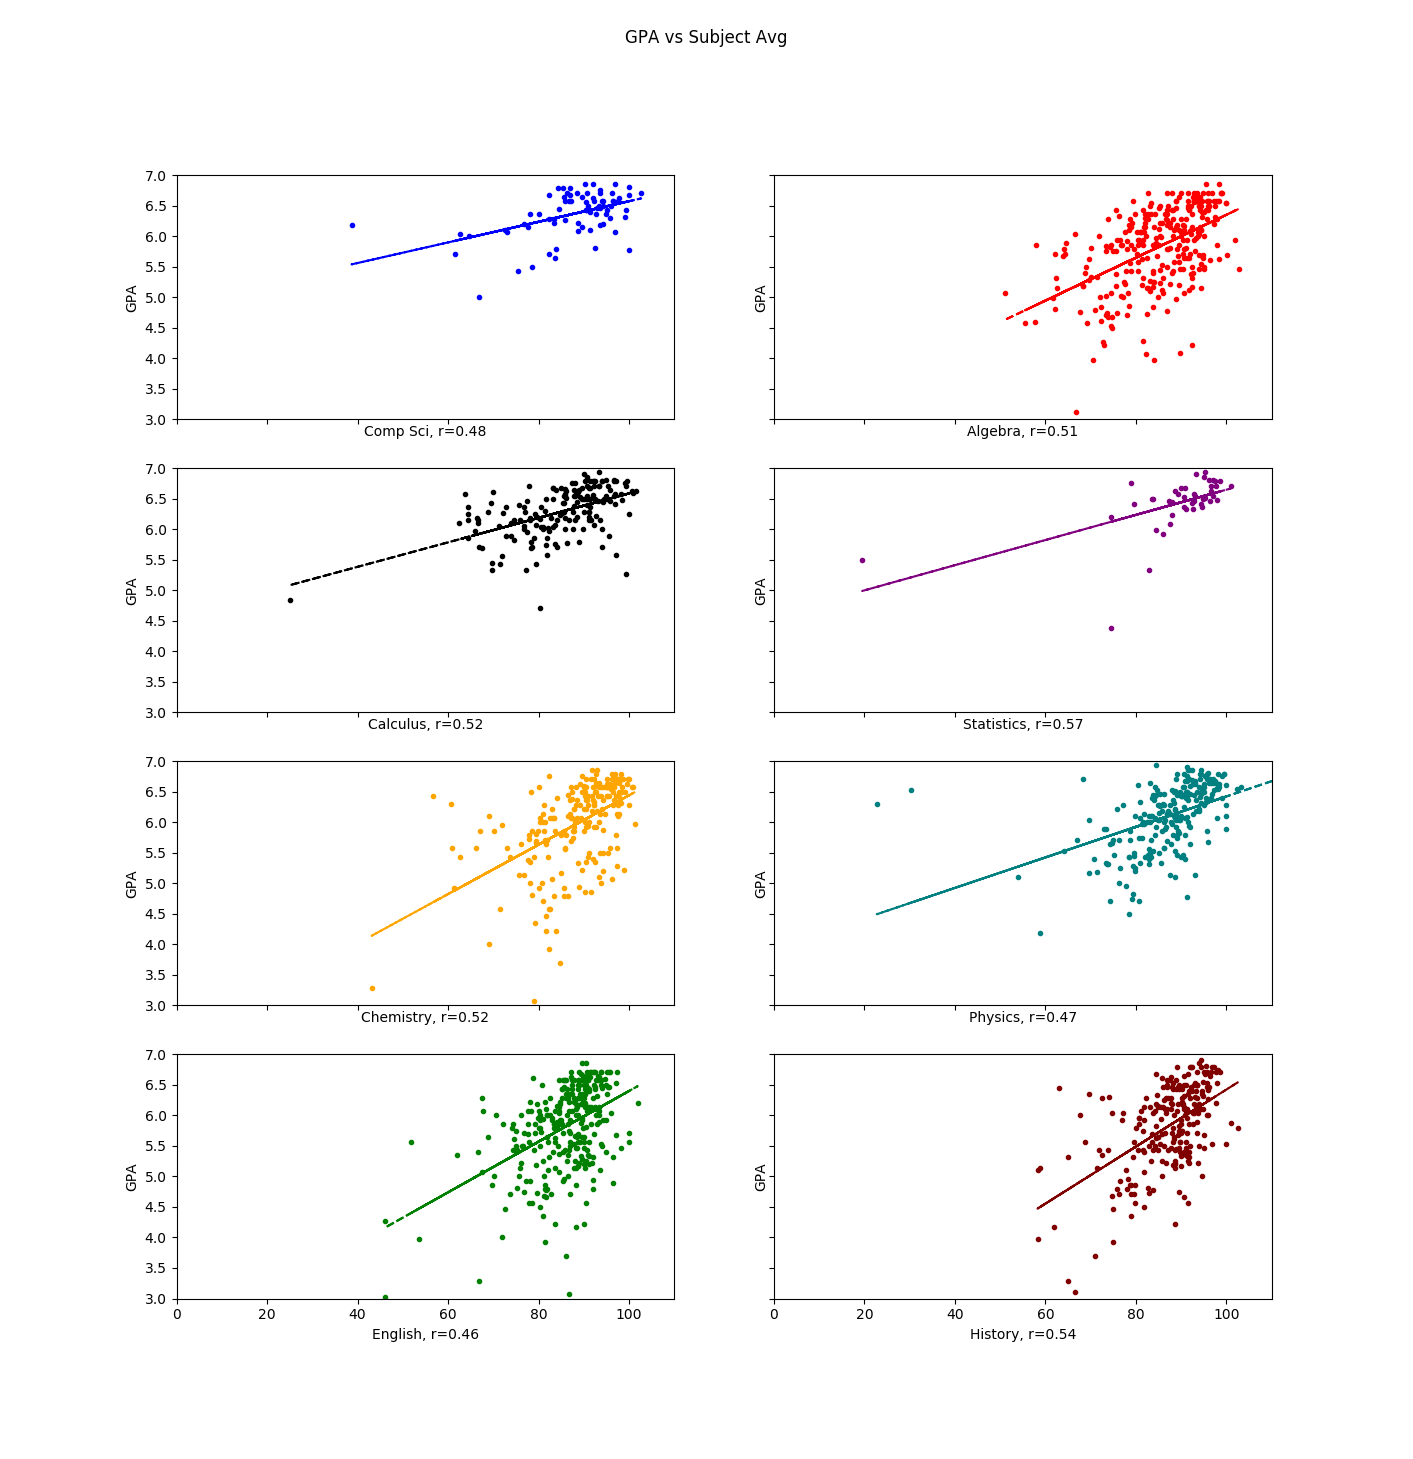 GPA vs Subject Avg
7.0
6.5
6.0
5.5
5.0
4.5
4.0
3.5
3.0
GPA
Comp Sci, r=0.48
GPA
Algebra, r=0.51
7.0
6.5
6.0
5.5
5.0
4.5
4.0
3.5
3.0
GPA
Calculus, r=0.52
GPA
Statistics, r=0.57
7.0
6.5
6.0
5.5
5.0
4.5
4.0
3.5
3.0
GPA
Chemistry, r=0.52
GPA
Physics, r=0.47
7.0
6.5
6.0
5.5
5.0
4.5
4.0
3.5
3.0
GPA
0 20 40 60 80 100
English, r=0.46
GPA
0 20 40 60 80 100
History, r=0.54